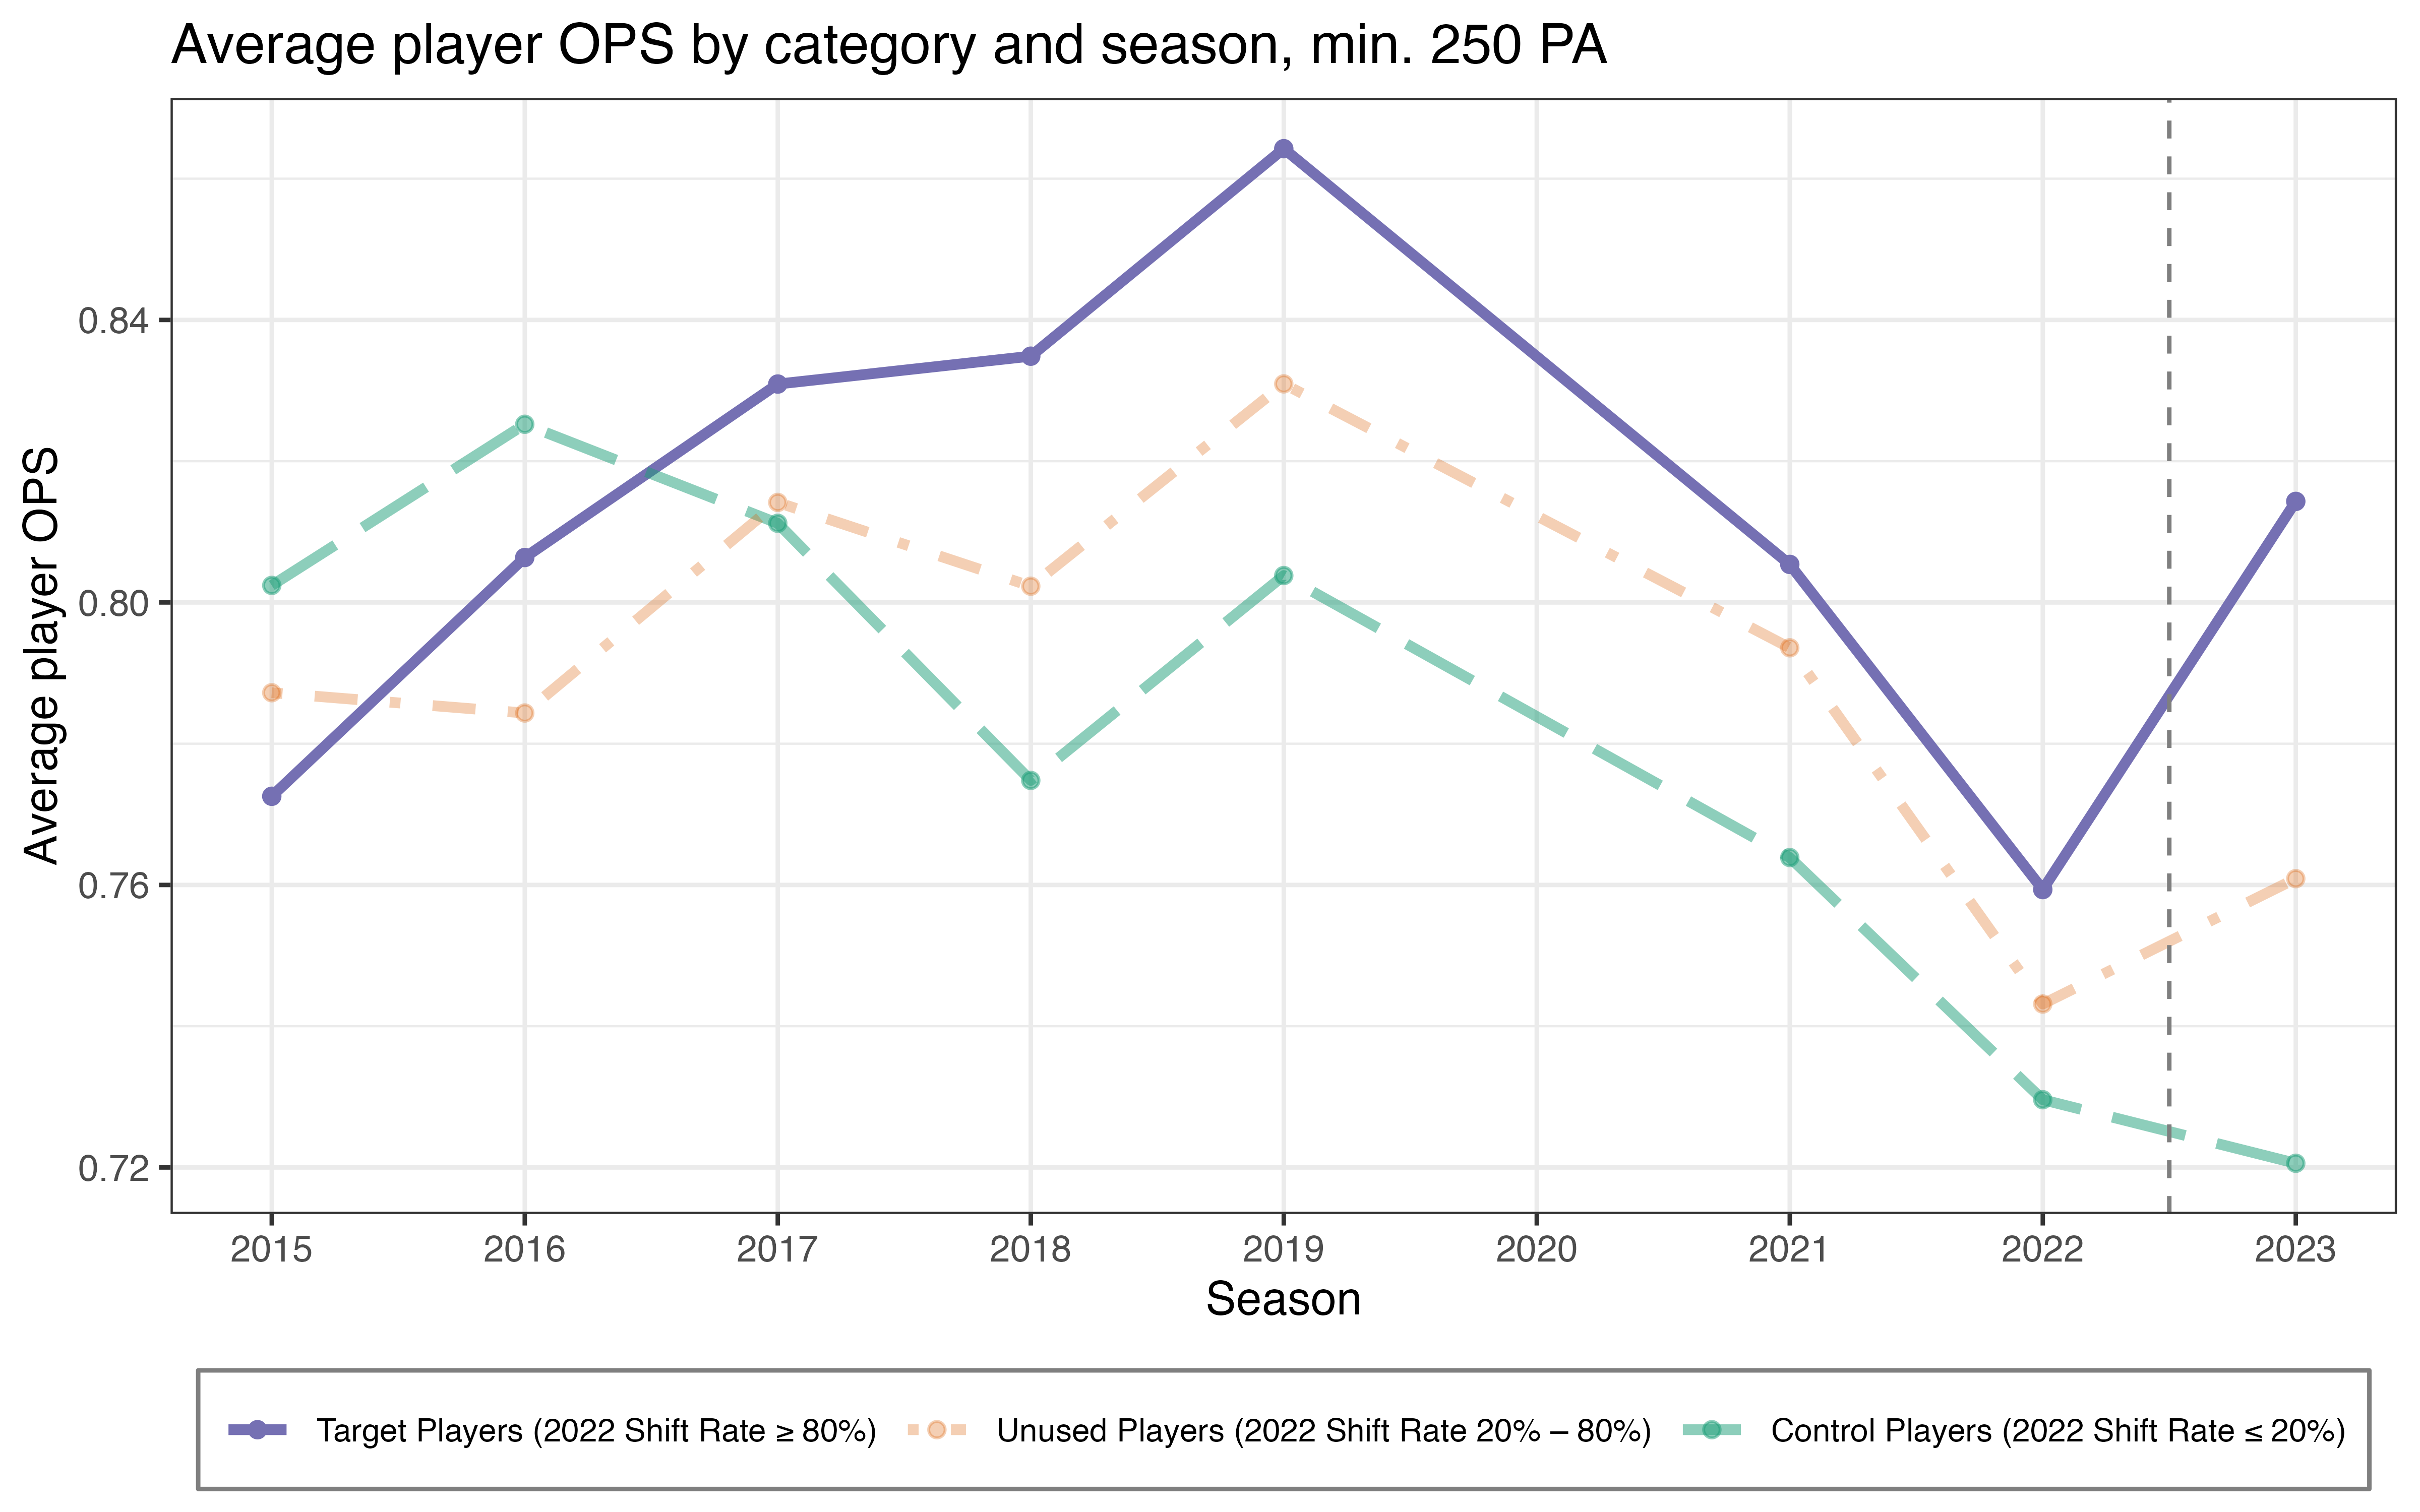 Average player OPS by category and season, min. 250 PA
Average player OPS
0.84
0.80
0.76
0.72
2015 2016 2017 2018 2019 2020 2021 2022 2023
Season
Target Players (2022 Shift Rate ≥ 80%) Unused Players (2022 Shift Rate 20% – 80%) Control Players (2022 Shift Rate ≤ 20%)